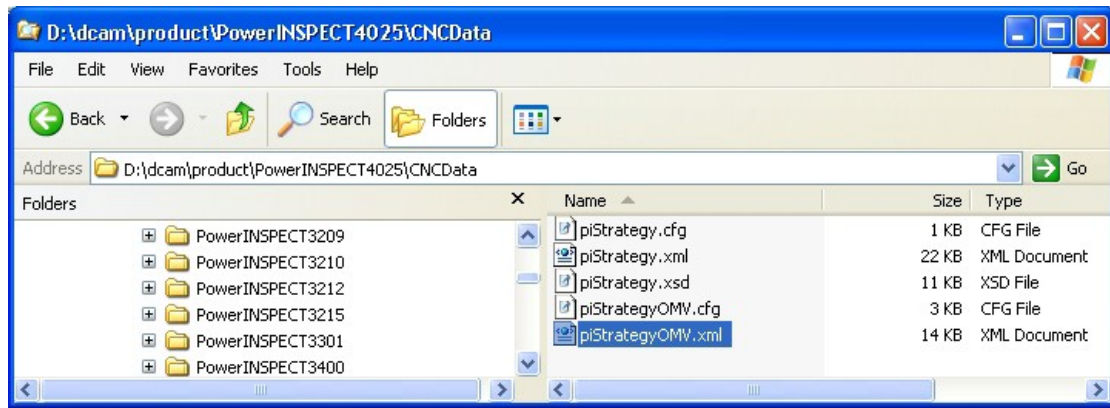 D:\dcam\product\PowerINSPECT4025\CNCData
File Edit View Favorites Tools Help
Back Search Folders
Address D:\dcam\product\PowerINSPECT4025\CNCData Go
Folders Name Size Type
PowerINSPECT3209 piStrategy.cfg 1 KB CFG File
PowerINSPECT3210 piStrategy.xml 22 KB XML Document
PowerINSPECT3212 piStrategy.xsd 11 KB XSD File
PowerINSPECT3215 piStrategyOMV.cfg 3 KB CFG File
PowerINSPECT3301 piStrategyOMV.xml 14 KB XML Document
PowerINSPECT3400